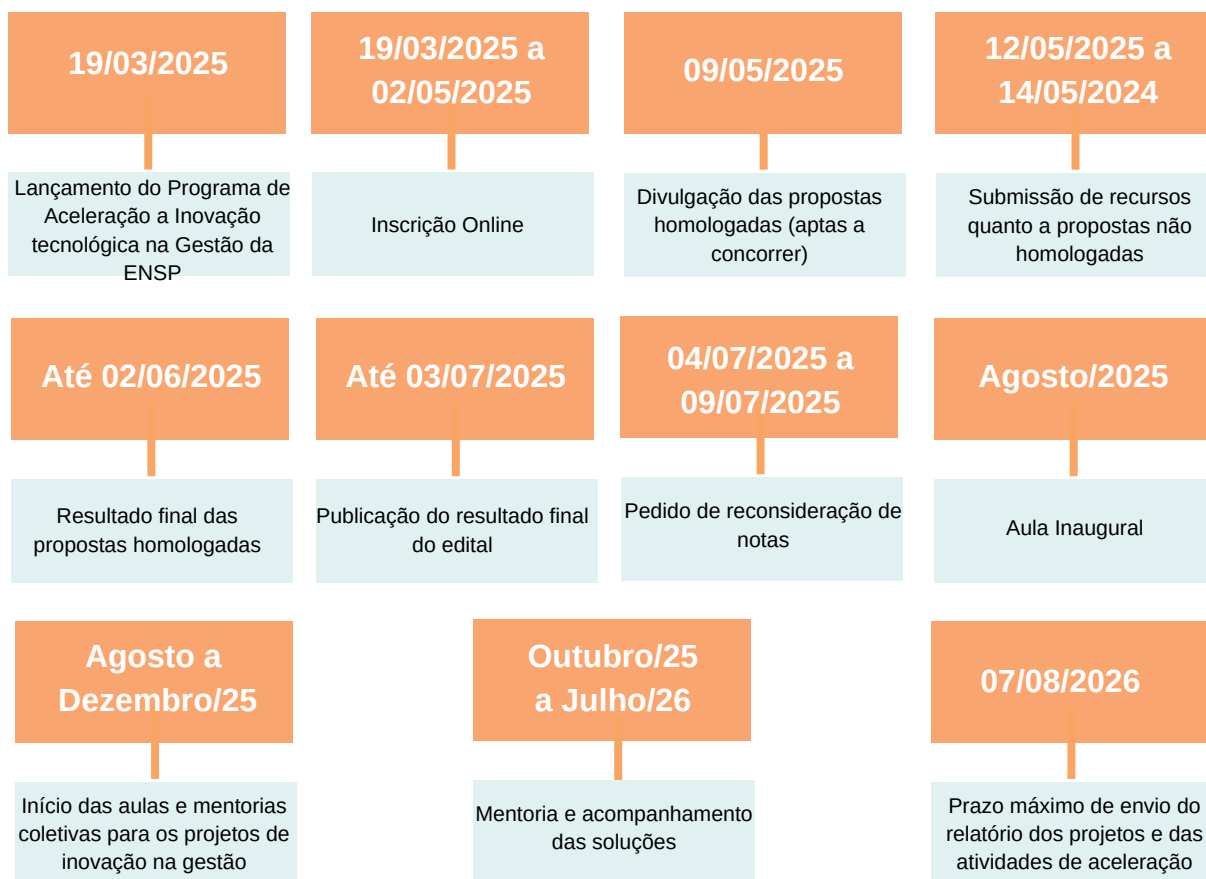 19/03/2025
Lançamento do Programa de
Aceleração a Inovação
tecnológica na Gestão da
ENSP
19/03/2025 a
02/05/2025
Inscrição Online
09/05/2025
Divulgação das propostas
homologadas (aptas a
concorrer)
12/05/2025 a
14/05/2024
Submissão de recursos
quanto a propostas não
homologadas
Até 02/06/2025
Resultado final das
propostas homologadas
Até 03/07/2025
Publicação do resultado final
do edital
04/07/2025 a
09/07/2025
Pedido de reconsideração de
notas
Agosto/2025
Aula Inaugural
Agosto a
Dezembro/25
Início das aulas e mentorias
coletivas para os projetos de
inovação na gestão
Outubro/25
a Julho/26
Mentoria e acompanhamento
das soluções
07/08/2026
Prazo máximo de envio do
relatório dos projetos e das
atividades de aceleração